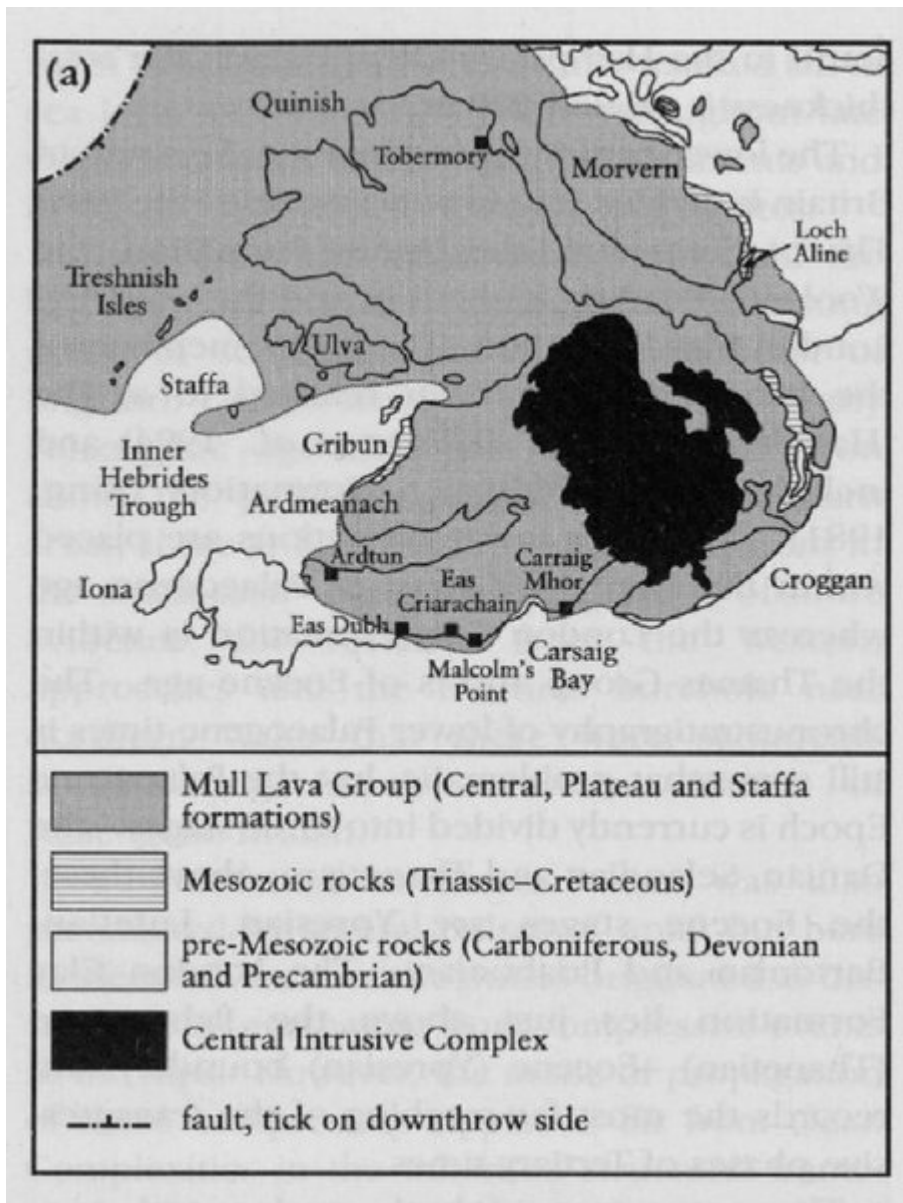 (a)
Quinish
Tobermory
Morvern
Loch
Aline
Treshnish
Isles
Ulva
Staffa
Gribun
Inner
Hebrides
Trough
Ardmeanach
Ardtun
Iona
Eas
Criarachain
Carraig
Mhor
Croggan
Eas Dubh
Malcolm's
Point
Carsaig
Bay
Mull Lava Group (Central, Plateau and Staffa
formations)
Mesozoic rocks (Triassic–Cretaceous)
pre-Mesozoic rocks (Carboniferous, Devonian
and Precambrian)
Central Intrusive Complex
fault, tick on downthrow side